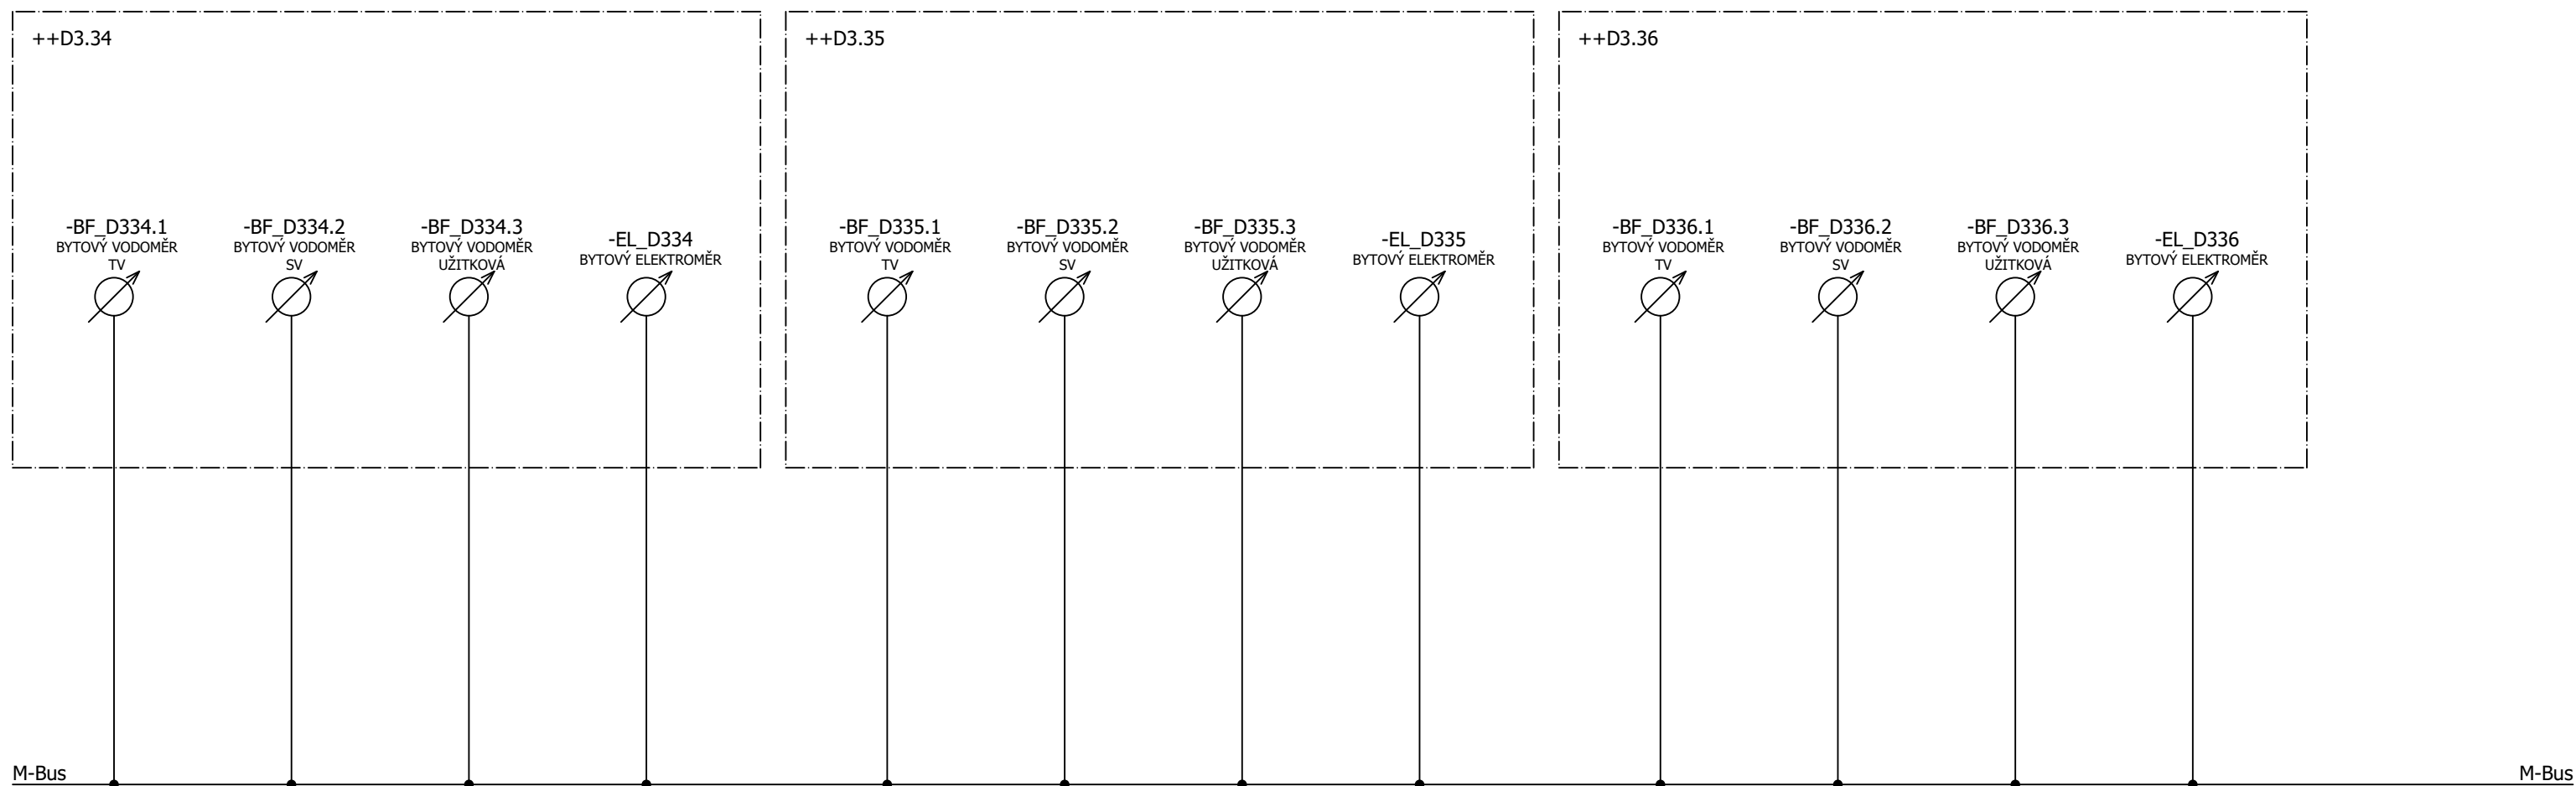 ++D3.34
++D3.35
++D3.36
-BF_D334.1
BYTOVÝ VODOMĚR
TV
-BF_D334.2
BYTOVÝ VODOMĚR
SV
-BF_D334.3
BYTOVÝ VODOMĚR
UŽITKOVÁ
-EL_D334
BYTOVÝ ELEKTROMĚR
-BF_D335.1
BYTOVÝ VODOMĚR
TV
-BF_D335.2
BYTOVÝ VODOMĚR
SV
-BF_D335.3
BYTOVÝ VODOMĚR
UŽITKOVÁ
-EL_D335
BYTOVÝ ELEKTROMĚR
-BF_D336.1
BYTOVÝ VODOMĚR
TV
-BF_D336.2
BYTOVÝ VODOMĚR
SV
-BF_D336.3
BYTOVÝ VODOMĚR
UŽITKOVÁ
-EL_D336
BYTOVÝ ELEKTROMĚR
M-Bus
M-Bus